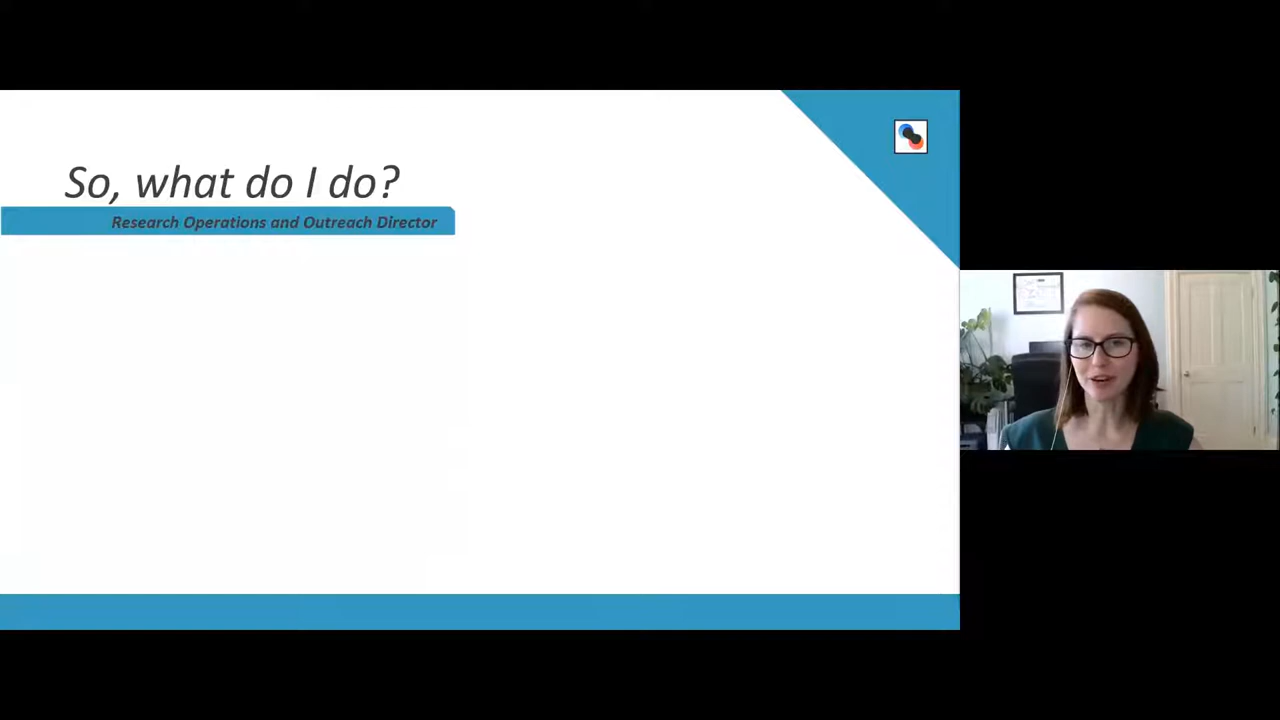 So, what do I do?
Research Operations and Outreach Director